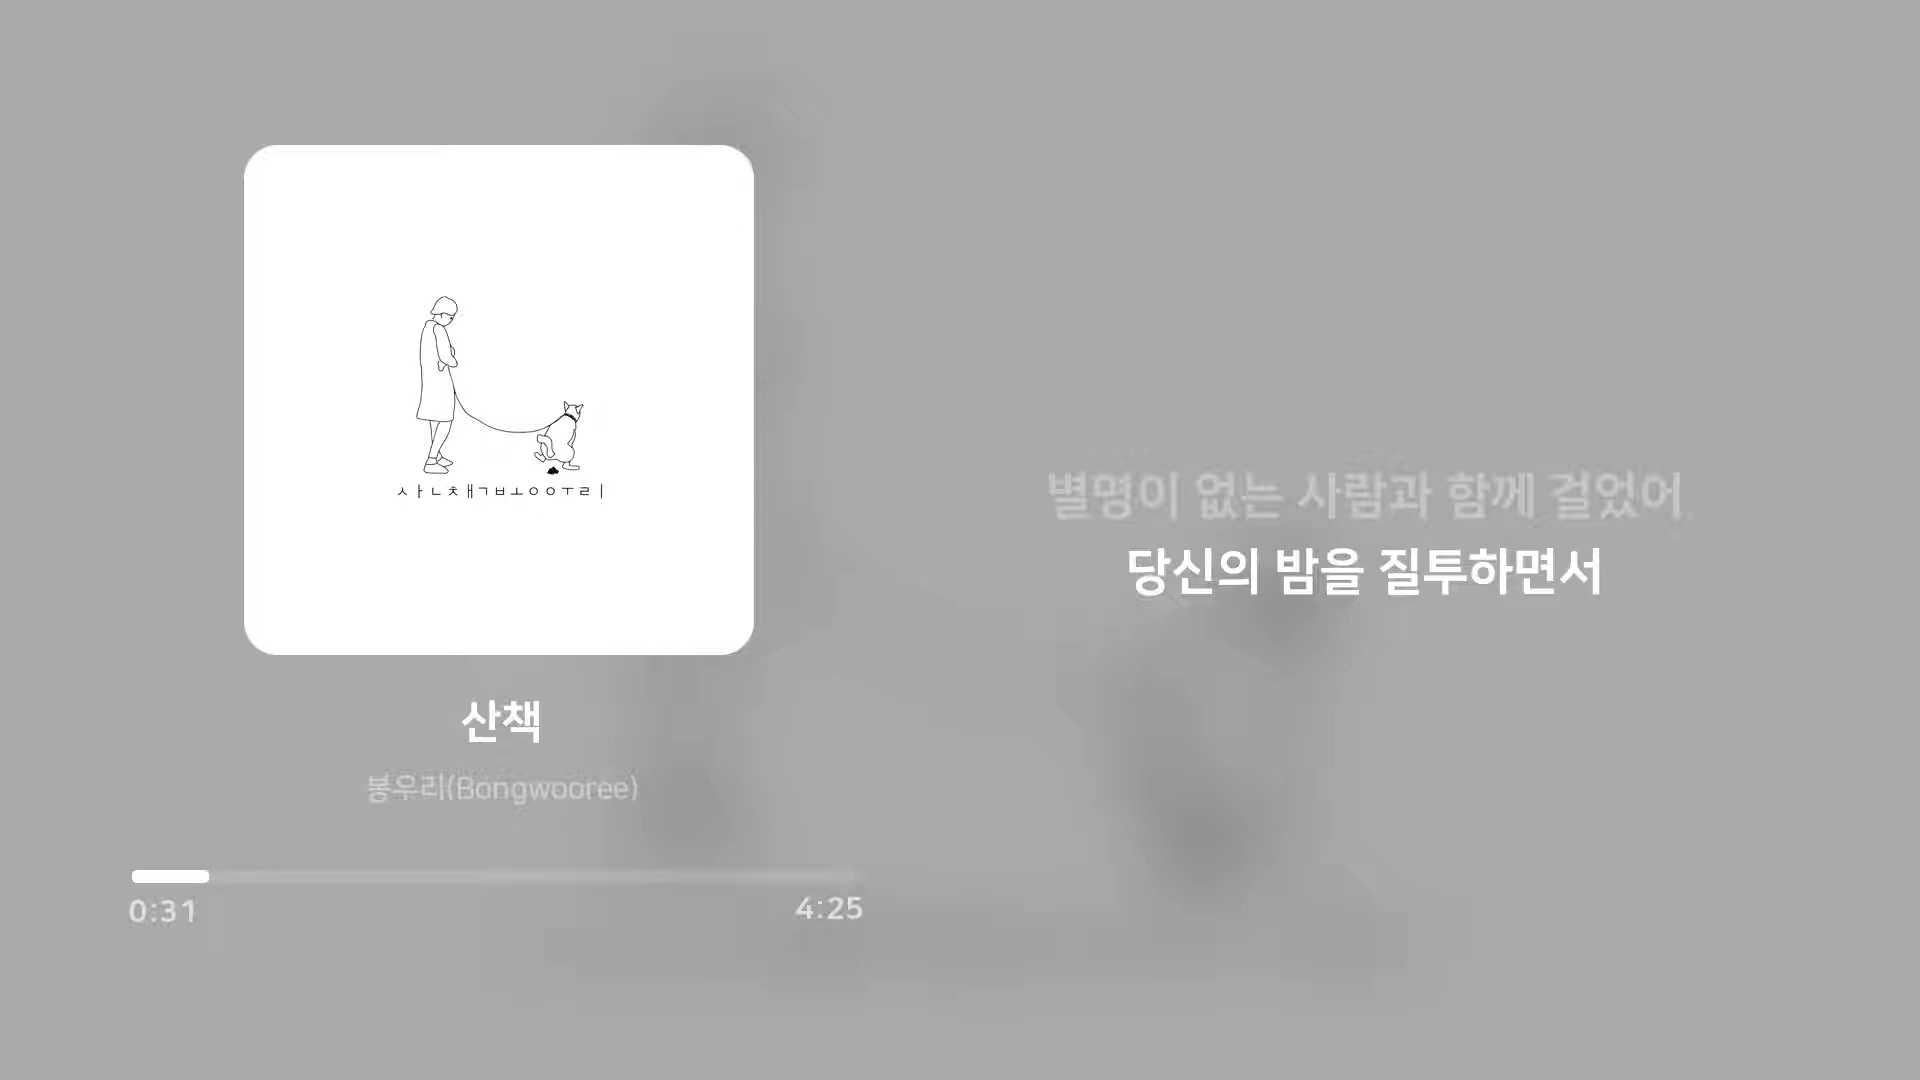 ㅅㅏㄴㅊㅐㄱㅂㅗㅇㅇㅜㄹㅣ
산책
봉우리(Bongwooree)
0:31
4:25
별명이 없는 사람과 함께 걸었어
당신의 밤을 질투하면서